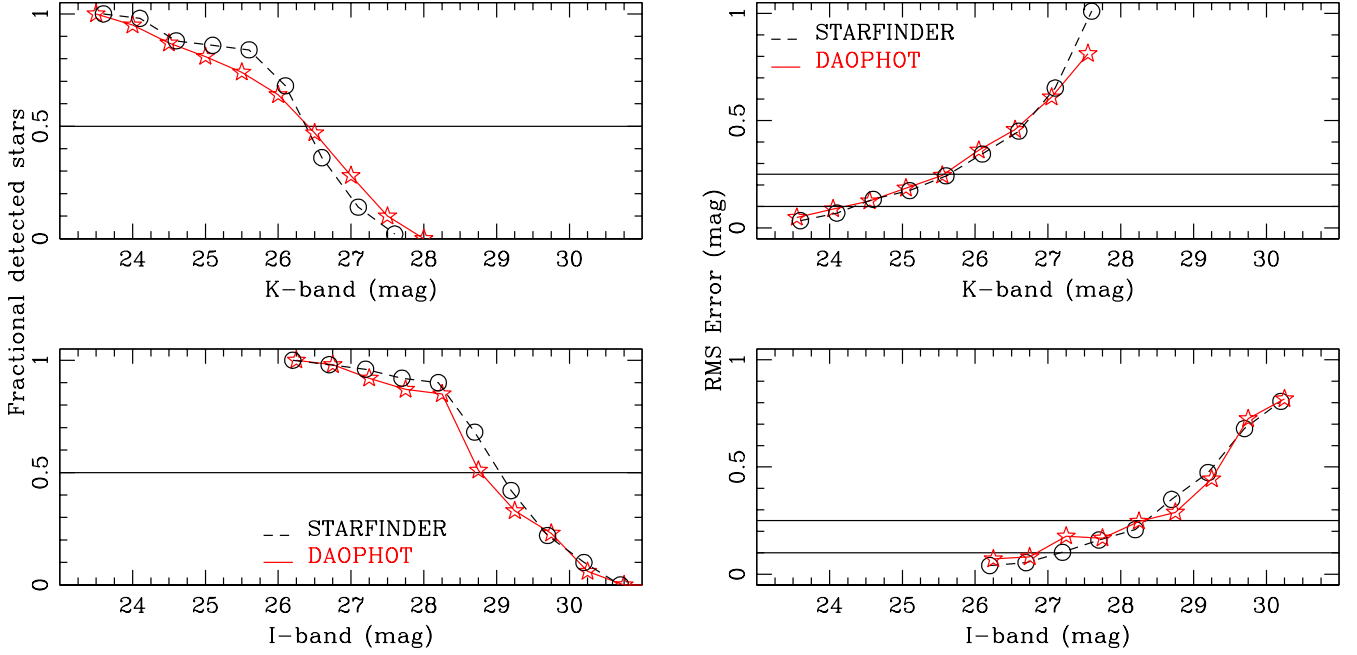 Fractional detected stars
1
0.5
0
24 25 26 27 28 29 30
K-band (mag)
RMS Error (mag)
STARFINDER
DAOPHOT
1
0.5
0
24 25 26 27 28 29 30
K-band (mag)
1
0.5
0
STARFINDER
DAOPHOT
24 25 26 27 28 29 30
I-band (mag)
1
0.5
0
24 25 26 27 28 29 30
I-band (mag)